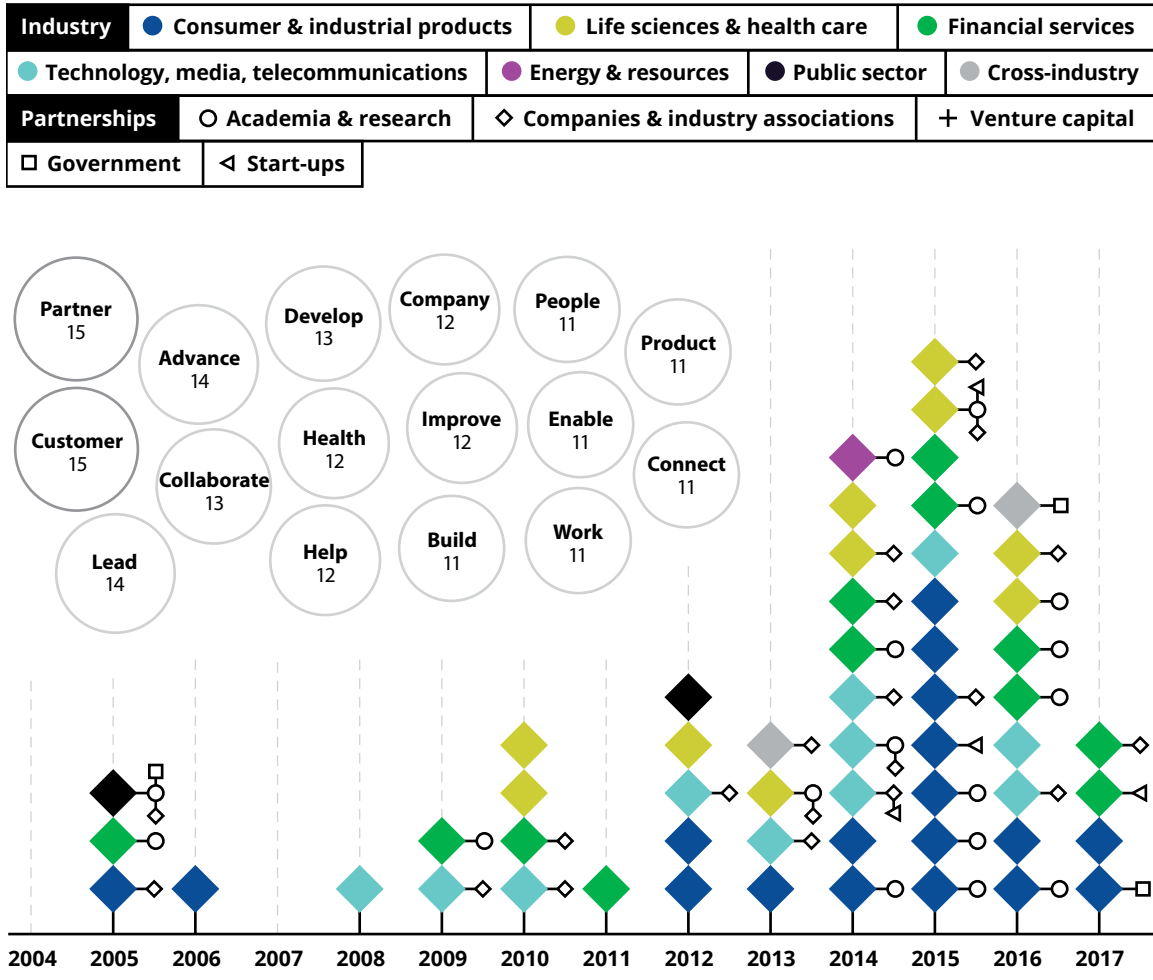 Industry Consumer & industrial products Life sciences & health care Financial services
Technology, media, telecommunications Energy & resources Public sector Cross-industry
Partnerships Academia & research Companies & industry associations Venture capital
Government Start-ups
Partner
15
Customer
15
Lead
14
Advance
14
Collaborate
13
Develop
13
Health
12
Help
12
Company
12
Improve
12
Build
11
People
11
Enable
11
Work
11
Product
11
Connect
11
2004 2005 2006 2007 2008 2009 2010 2011 2012 2013 2014 2015 2016 2017